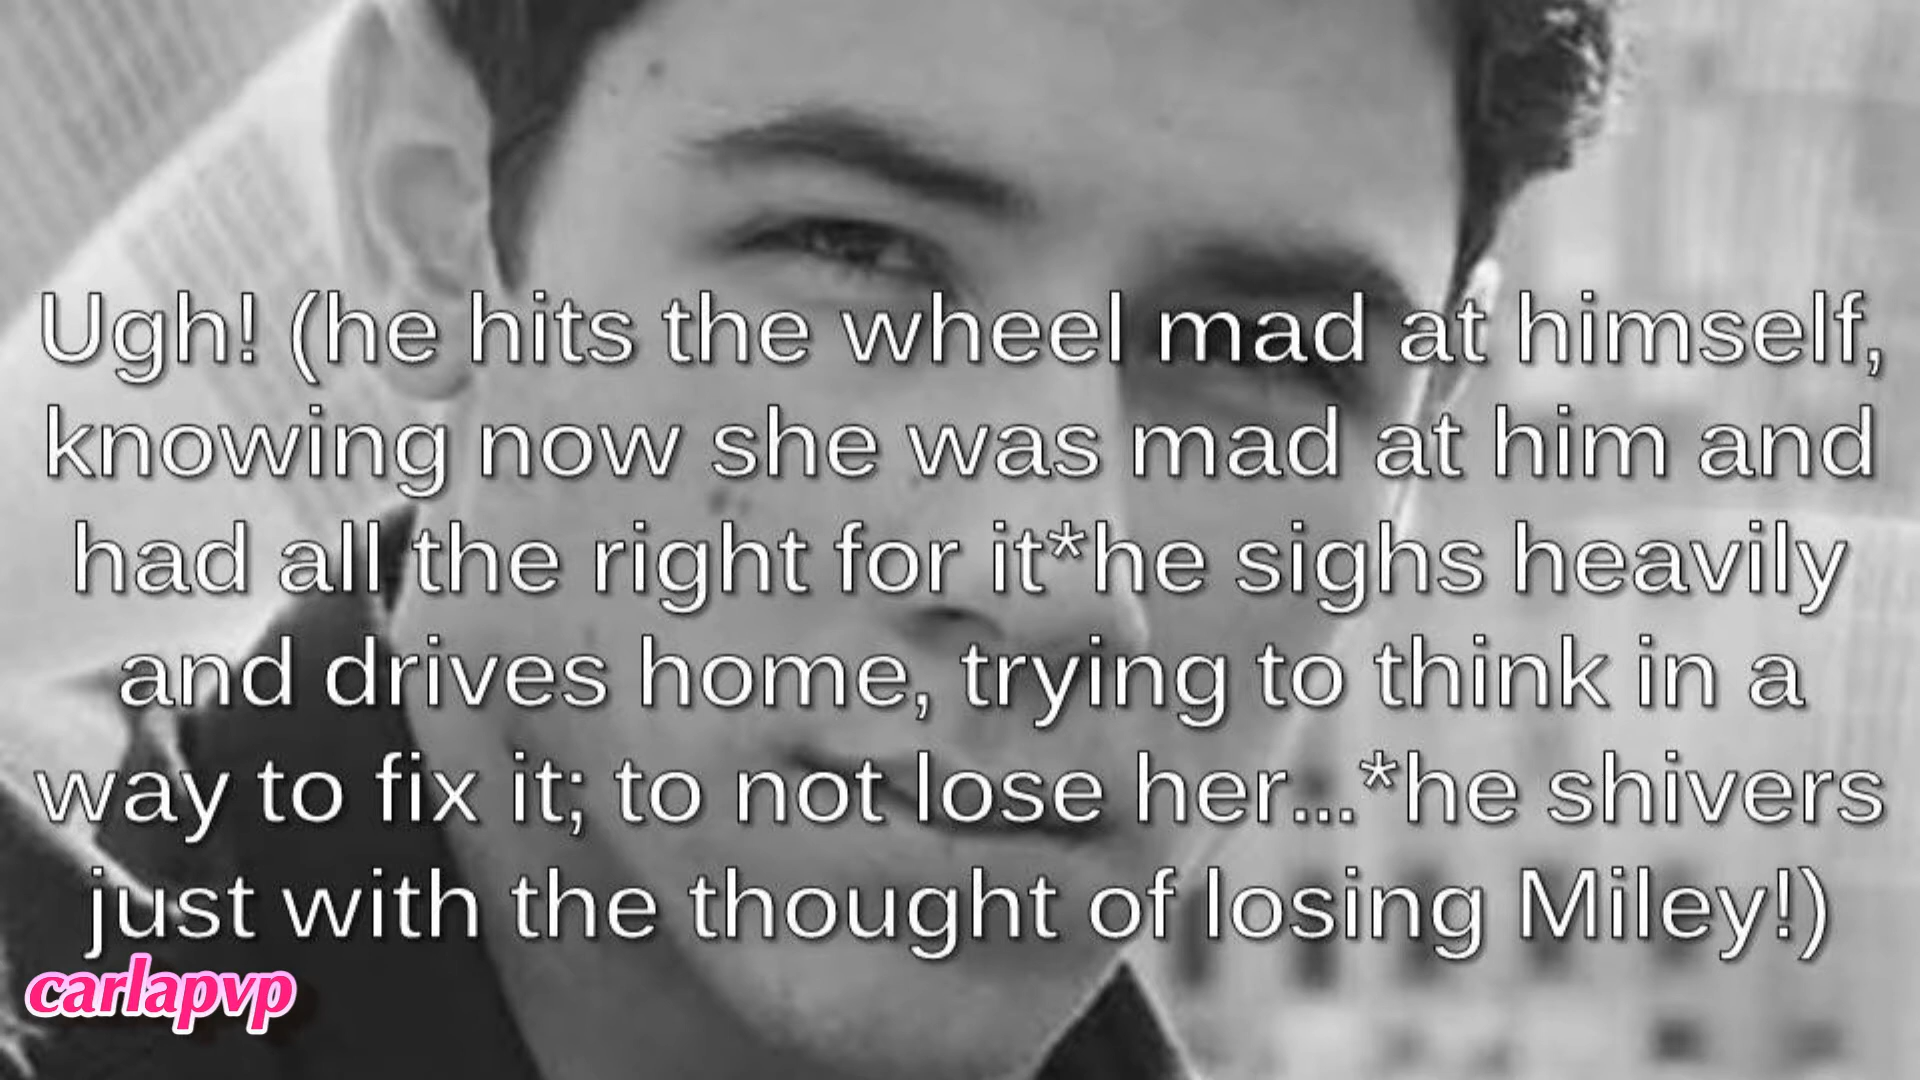 Ugh! (he hits the wheel mad at himself,
knowing now she was mad at him and
had all the right for it*he sighs heavily
and drives home, trying to think in a
way to fix it; to not lose her...*he shivers
just with the thought of losing Miley!)
carlapvp